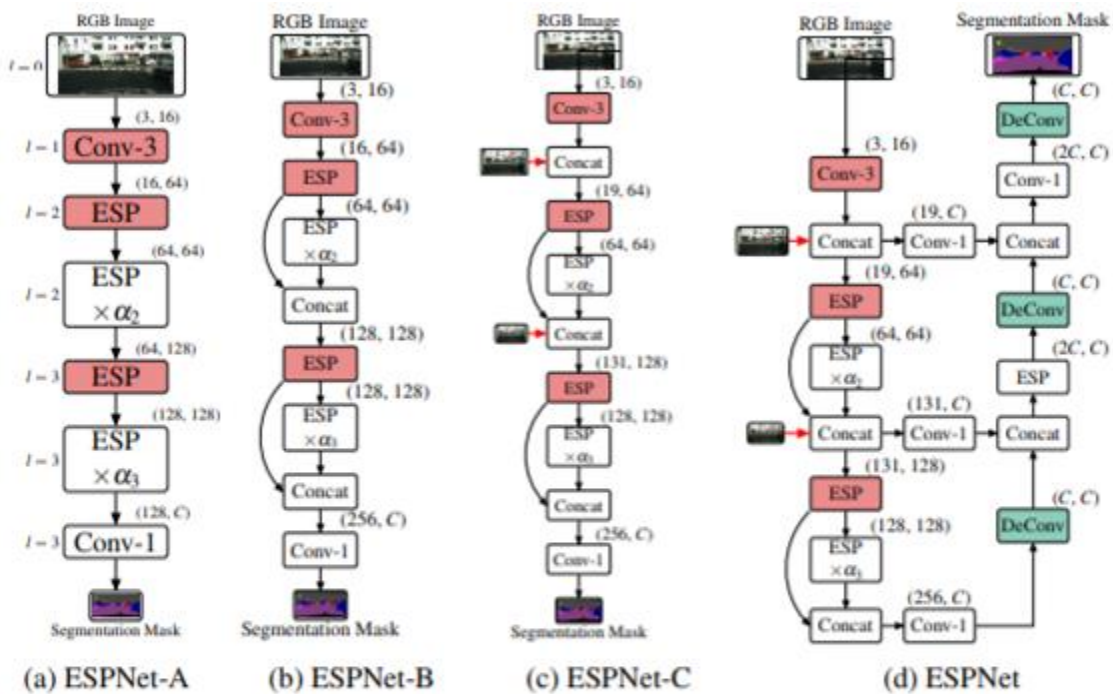 RGB Image
l = 0
(3, 16)
l = 1
Conv-3
(16, 64)
l = 2
ESP
(64, 64)
l = 2
ESP
× α₂
(64, 128)
l = 3
ESP
(128, 128)
l = 3
ESP
× α₃
(128, C)
l = 3
Conv-1
Segmentation Mask
(a) ESPNet-A
RGB Image
(3, 16)
Conv-3
(16, 64)
ESP
(64, 64)
ESP
× α₂
Concat
(128, 128)
ESP
(128, 128)
ESP
× α₃
Concat
(256, C)
Conv-1
Segmentation Mask
(b) ESPNet-B
RGB Image
(3, 16)
Conv-3
Concat
(19, 64)
ESP
(64, 64)
ESP
× α₂
Concat
(131, 128)
ESP
(128, 128)
ESP
× α₃
Concat
(256, C)
Conv-1
Segmentation Mask
(c) ESPNet-C
RGB Image
(3, 16)
Conv-3
Concat
(19, C)
Conv-1
(19, 64)
ESP
(64, 64)
ESP
× α₂
Concat
(131, C)
Conv-1
(131, 128)
ESP
(128, 128)
ESP
× α₃
Concat
(256, C)
Conv-1
Segmentation Mask
(C, C)
DeConv
(2C, C)
Conv-1
Concat
(C, C)
DeConv
(2C, C)
ESP
Concat
(C, C)
DeConv
(d) ESPNet